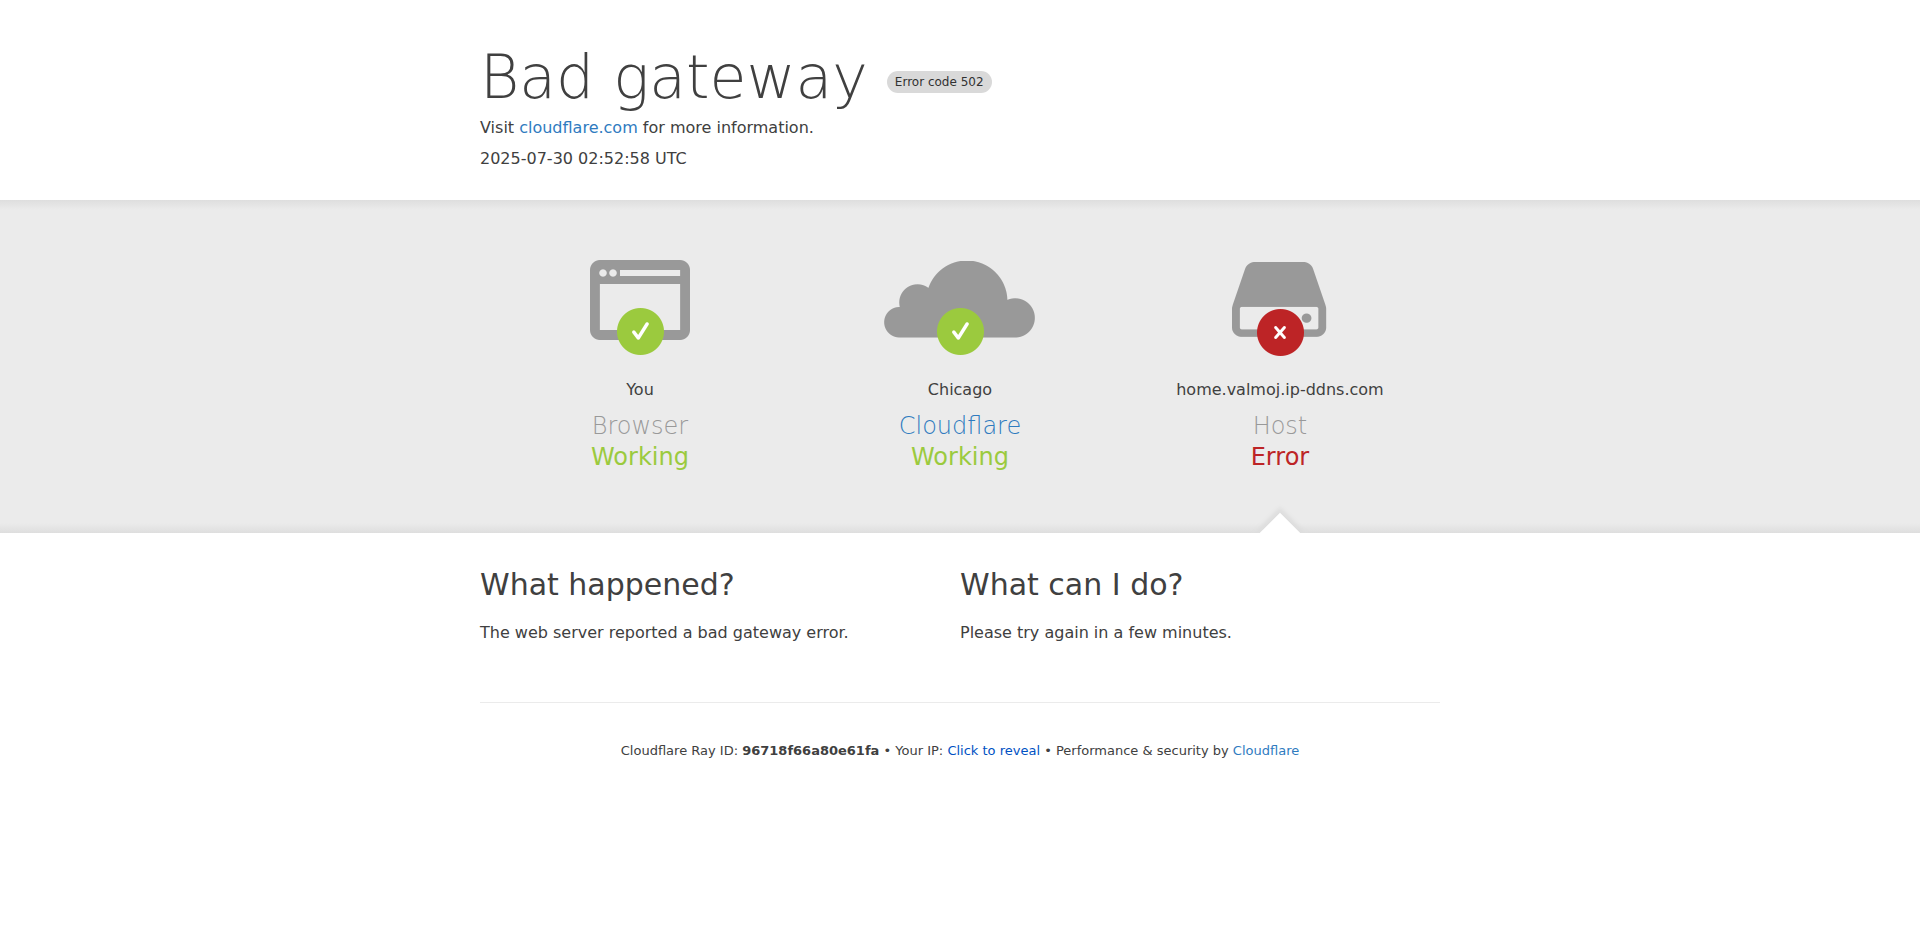 Bad gateway Error code 502
Visit cloudflare.com for more information.
2025-07-30 02:52:58 UTC
You
Browser
Working
Chicago
Cloudflare
Working
home.valmoj.ip-ddns.com
Host
Error
What happened?
The web server reported a bad gateway error.
What can I do?
Please try again in a few minutes.
Cloudflare Ray ID: 96718f66a80e61fa • Your IP: Click to reveal • Performance & security by Cloudflare